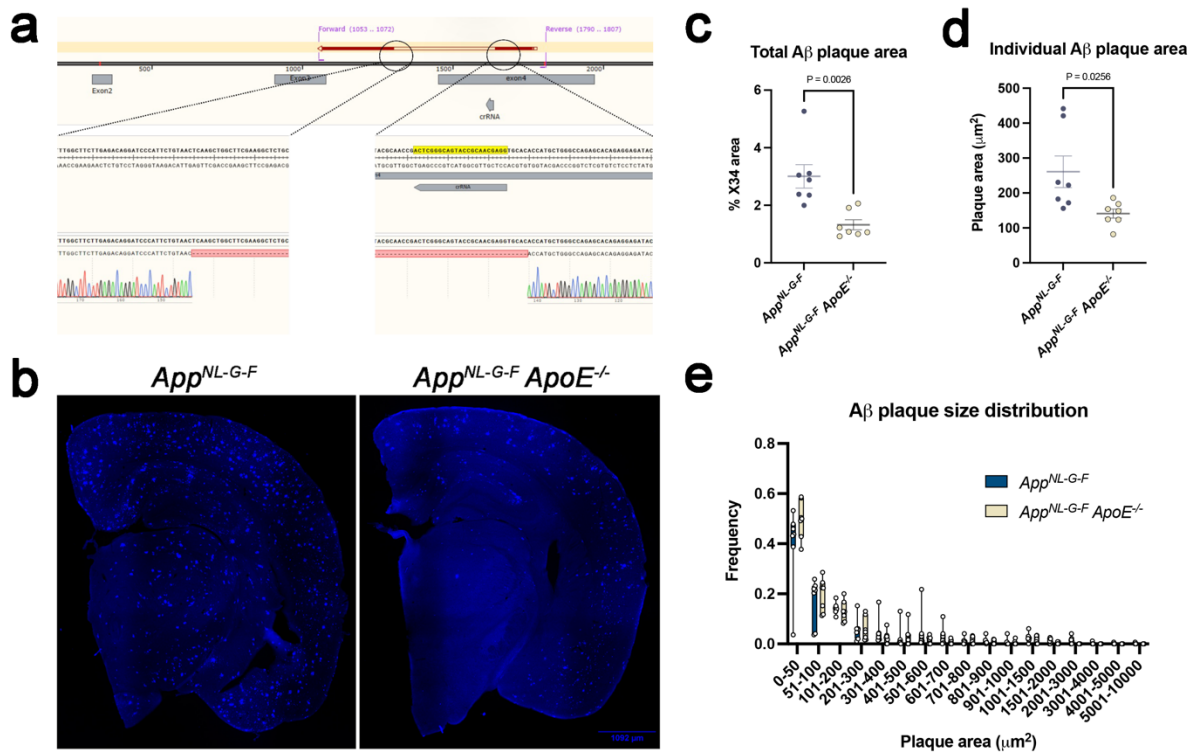 a
Forward (1053 ... 1072)
Reverse (1790 ... 1807)
500
1000
1500
2000
Exon2
Exon3
exon4
crRNA
TTGGCTTCTTGAGACAGGATCCCATTCTGTAACTCAAGCTGGCTTCGAAGGCTCTGC
AACCGAAGAACTCTGTCCTAGGGTAAGACATTGAGTTCGACCGAAGCTTCCGAGACG
TACGCAACCGACTCGGGCAGTACCGCAACGAGGTGCACACCATGCTGGGCCAGAGCACAGAGGAGATAC
crRNA
TTGGCTTCTTGAGACAGGATCCCATTCTGTAACTCAAGCTGGCTTCGAAGGCTCTGC
TACGCAACCGACTCGGGCAGTACCGCAACGAGGTGCACACCATGCTGGGCCAGAGCACAGAGGAGATAC
TTGGCTTCTTGAGACAGGATCCCATTCTGTAAC
ACCATGCTGGGCCAGAGCACAGAGGAGATAC
b
App^NL-G-F
App^NL-G-F ApoE^-/-
1092 μm
c
Total Aβ plaque area
P = 0.0026
% X34 area
6
4
2
0
App^NL-G-F
App^NL-G-F ApoE^-/-
d
Individual Aβ plaque area
P = 0.0256
Plaque area (μm²)
500
400
300
200
100
0
App^NL-G-F
App^NL-G-F ApoE^-/-
e
Aβ plaque size distribution
App^NL-G-F
App^NL-G-F ApoE^-/-
Frequency
0.8
0.6
0.4
0.2
0.0
0-50
51-100
101-200
201-300
301-400
401-500
501-600
601-700
701-800
801-900
901-1000
1001-1500
1501-2000
2001-3000
3001-4000
4001-5000
5001-10000
Plaque area (μm²)